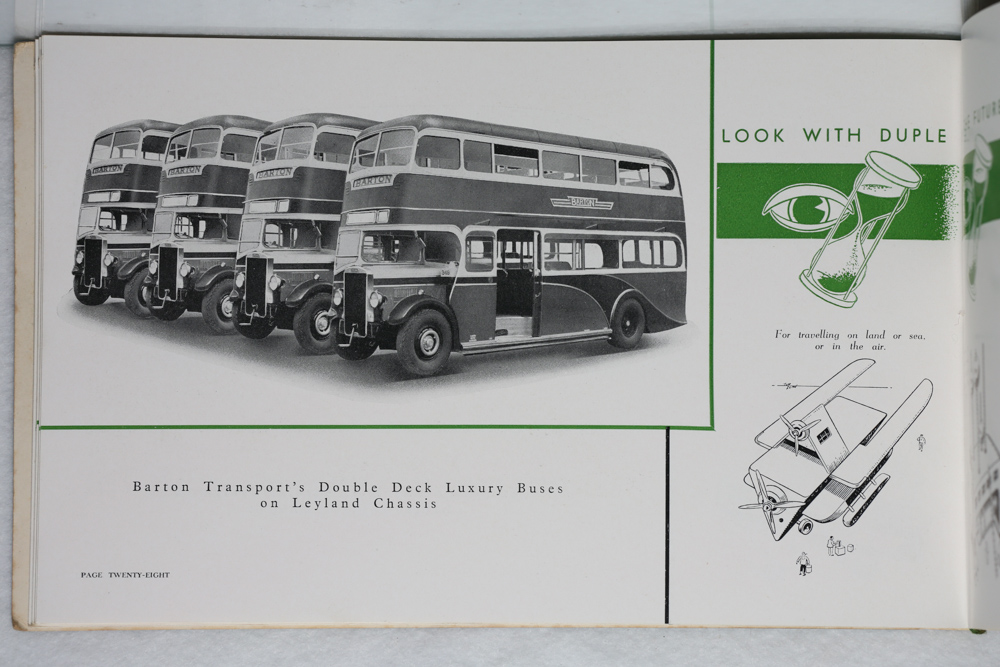 BARTON
BARTON
BARTON
BARTON
BARTON
Barton Transport's Double Deck Luxury Buses
on Leyland Chassis
PAGE TWENTY-EIGHT
LOOK WITH DUPLE
For travelling on land or sea,
or in the air.
FUTURE